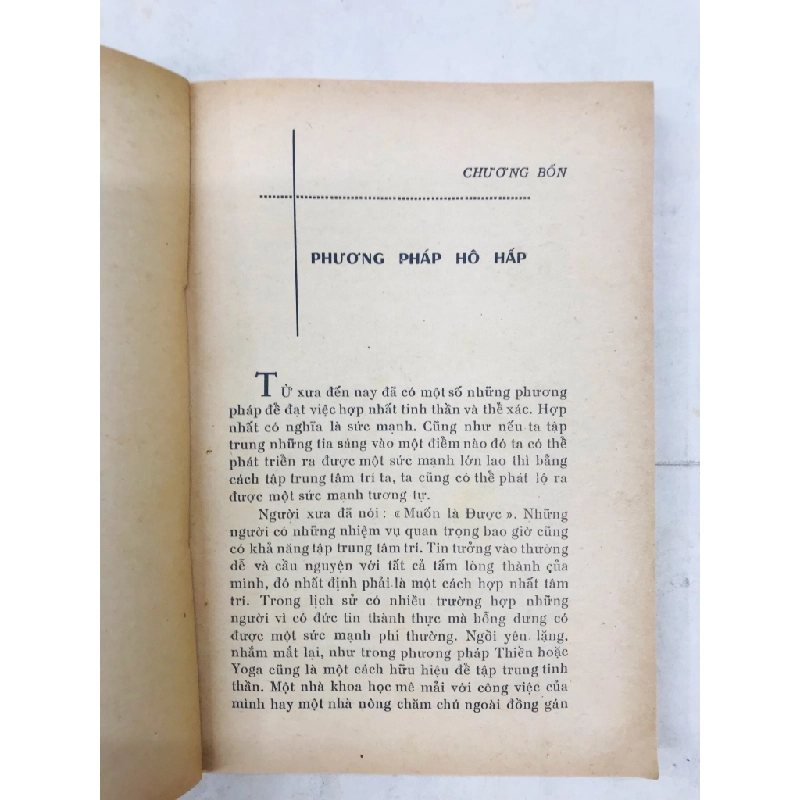 CHƯƠNG BỐN
PHƯƠNG PHÁP HÔ HẤP
TỪ xưa đến nay đã có một số những phương
pháp để đạt việc hợp nhất tinh thần và thể xác. Hợp
nhất có nghĩa là sức mạnh. Cũng như nếu ta tập
trung những tia sáng vào một điểm nào đó ta có thể
phát triển ra được một sức mạnh lớn lao thì bằng
cách tập trung tâm trí ta, ta cũng có thể phát lộ ra
được một sức mạnh tương tự.
Người xưa đã nói : « Muốn là Được ». Những
người có những nhiệm vụ quan trọng bao giờ cũng
có khả năng tập trung tâm trí. Tin tưởng vào thường
đế và cầu nguyện với tất cả tấm lòng thành của
mình, đó nhất định phải là một cách hợp nhất tâm
trí. Trong lịch sử có nhiều trường hợp những
người vì có đức tin thành thực mà bỗng dưng có
được một sức mạnh phi thường. Ngồi yên lặng,
nhắm mắt lại, như trong phương pháp Thiền hoặc
Yoga cũng là một cách hữu hiệu để tập trung tinh
thần. Một nhà khoa học mê mải với công việc của
mình hay một nhà nông chăm chú ngoài đồng gán